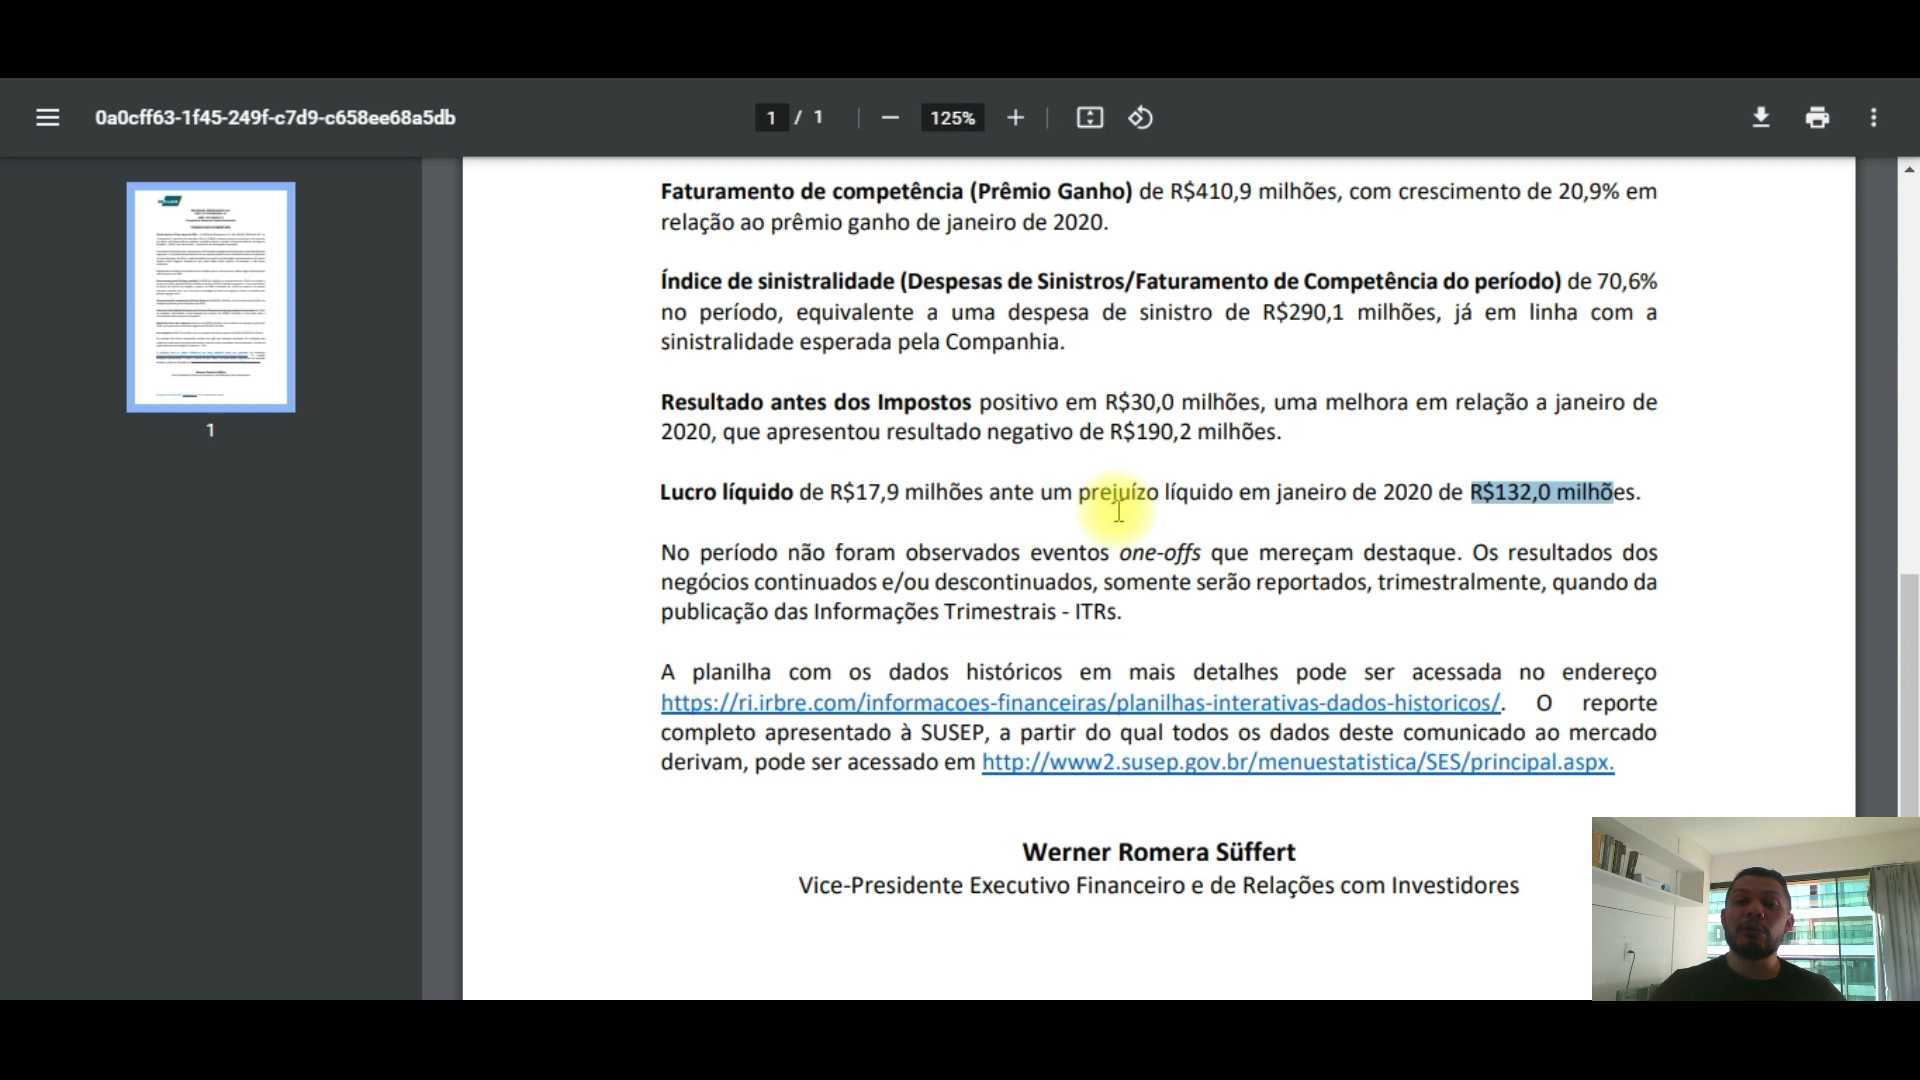 0a0cff63-1f45-249f-c7d9-c658ee68a5db
1 / 1
125%
1
Faturamento de competência (Prêmio Ganho) de R$410,9 milhões, com crescimento de 20,9% em
relação ao prêmio ganho de janeiro de 2020.
Índice de sinistralidade (Despesas de Sinistros/Faturamento de Competência do período) de 70,6%
no período, equivalente a uma despesa de sinistro de R$290,1 milhões, já em linha com a
sinistralidade esperada pela Companhia.
Resultado antes dos Impostos positivo em R$30,0 milhões, uma melhora em relação a janeiro de
2020, que apresentou resultado negativo de R$190,2 milhões.
Lucro líquido de R$17,9 milhões ante um prejuízo líquido em janeiro de 2020 de R$132,0 milhões.
No período não foram observados eventos one-offs que mereçam destaque. Os resultados dos
negócios continuados e/ou descontinuados, somente serão reportados, trimestralmente, quando da
publicação das Informações Trimestrais - ITRs.
A planilha com os dados históricos em mais detalhes pode ser acessada no endereço
https://ri.irbre.com/informacoes-financeiras/planilhas-interativas-dados-historicos/. O reporte
completo apresentado à SUSEP, a partir do qual todos os dados deste comunicado ao mercado
derivam, pode ser acessado em http://www2.susep.gov.br/menuestatistica/SES/principal.aspx.
Werner Romera Süffert
Vice-Presidente Executivo Financeiro e de Relações com Investidores